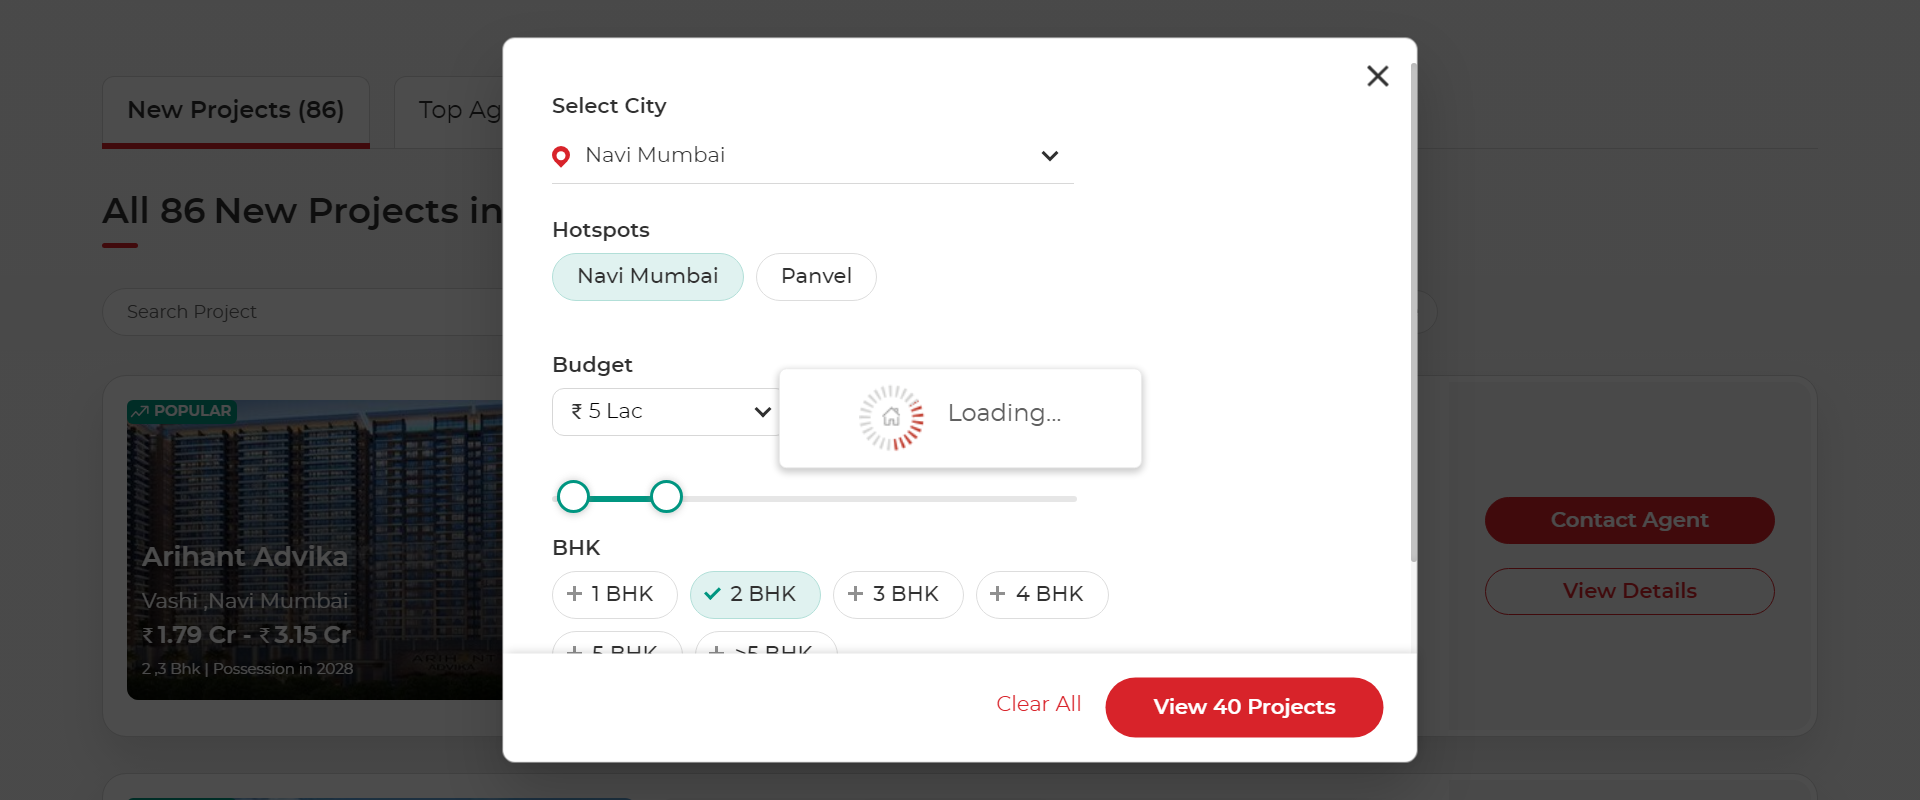 New Projects (86)
Top Ag
All 86 New Projects in
Search Project
POPULAR
Arihant Advika
Vashi ,Navi Mumbai
₹ 1.79 Cr - ₹ 3.15 Cr
2 ,3 Bhk | Possession in 2028
ARIHANT
ADVIKA
Select City
Navi Mumbai
Hotspots
Navi Mumbai
Panvel
Budget
₹ 5 Lac
Loading...
BHK
1 BHK
2 BHK
3 BHK
4 BHK
5 BHK
>5 BHK
Clear All
View 40 Projects
Contact Agent
View Details